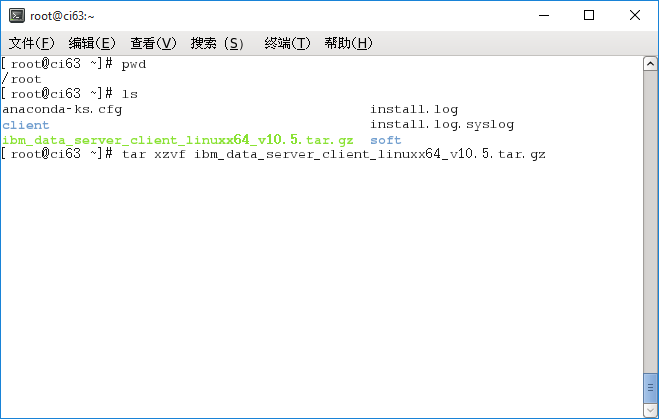 root@ci63:~
文件(F) 编辑(E) 查看(V) 搜索 (S) 终端(T) 帮助(H)
[root@ci63 ~]# pwd
/root
[root@ci63 ~]# ls
anaconda-ks.cfg install.log
client install.log.syslog
ibm_data_server_client_linuxx64_v10.5.tar.gz soft
[root@ci63 ~]# tar xzvf ibm_data_server_client_linuxx64_v10.5.tar.gz